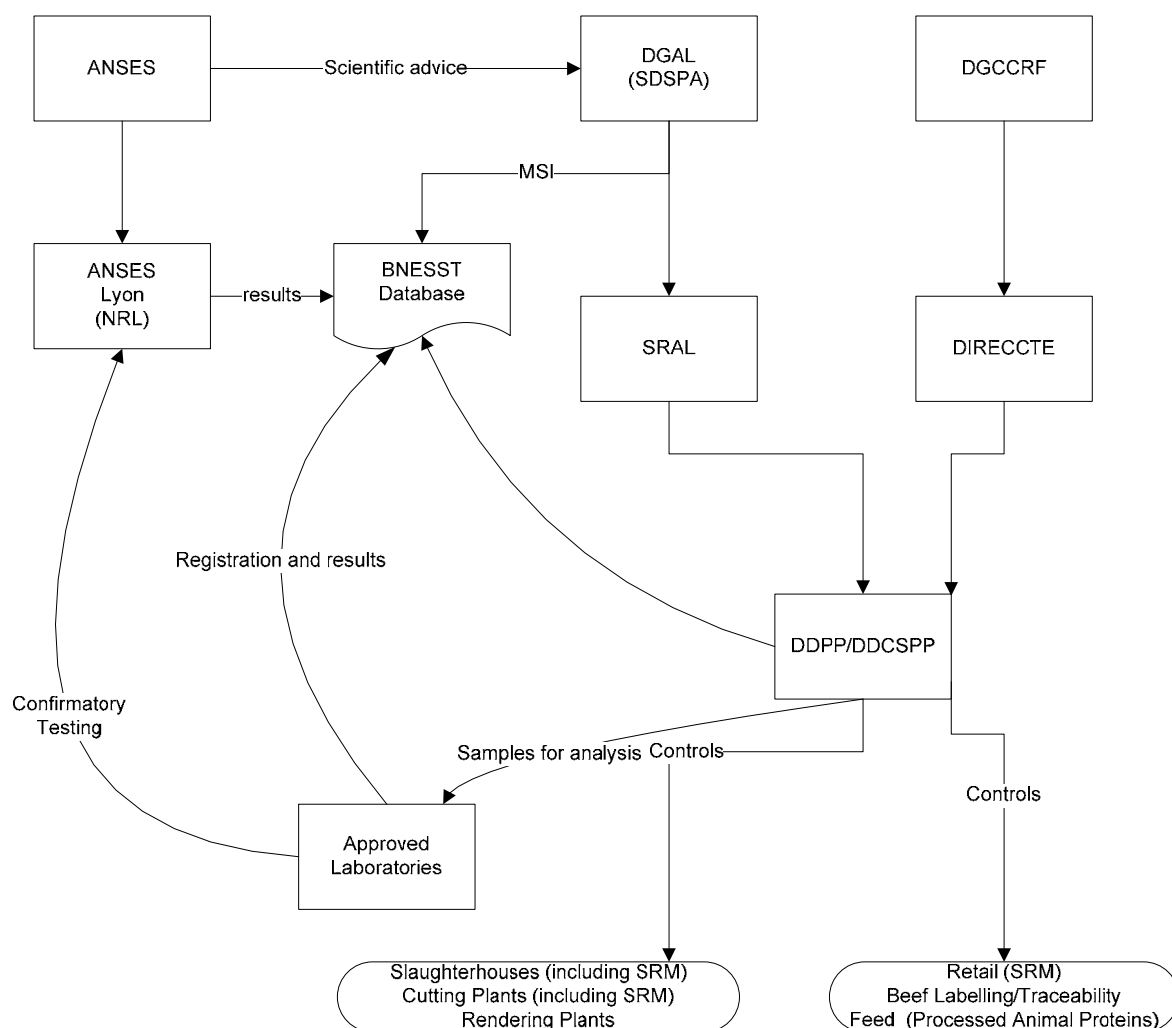 ANSES
Scientific advice
DGAL
(SDSPA)
DGCCRF
MSI
ANSES
Lyon
(NRL)
results
BNESST
Database
SRAL
DIRECCTE
Registration and results
DDPP/DDCSPP
Confirmatory
Testing
Samples for analysis
Controls
Controls
Approved
Laboratories
Slaughterhouses (including SRM)
Cutting Plants (including SRM)
Rendering Plants
Retail (SRM)
Beef Labelling/Traceability
Feed (Processed Animal Proteins)